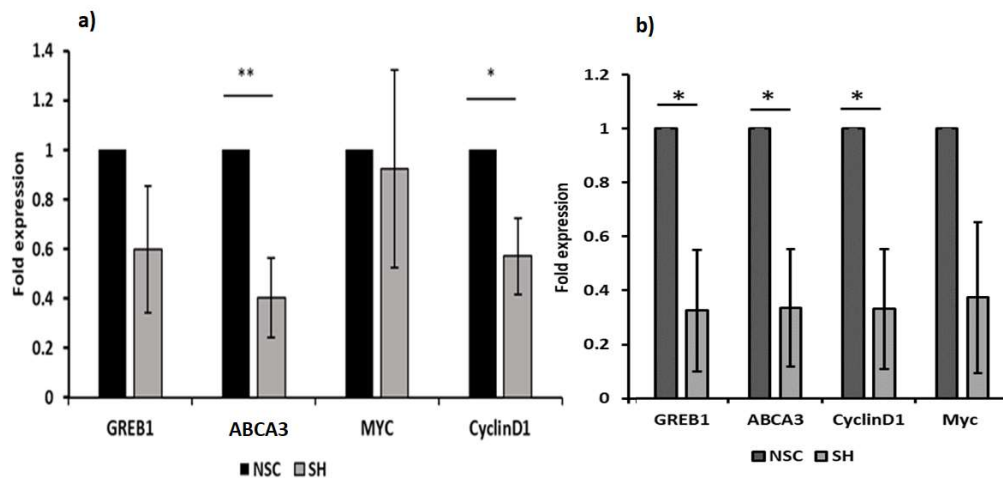 a)
1.4
1.2
1
0.8
0.6
0.4
0.2
0
Fold expression
** *
GREB1 ABCA3 MYC CyclinD1
NSC SH
b)
1.2
1
0.8
0.6
0.4
0.2
0
Fold expression
* * *
GREB1 ABCA3 CyclinD1 Myc
NSC SH